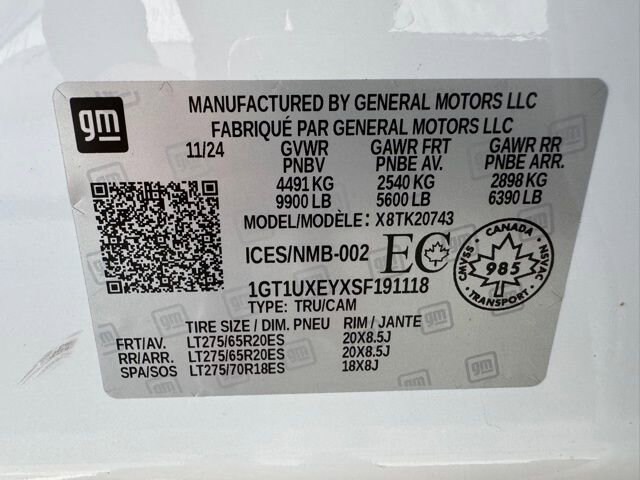 gm
MANUFACTURED BY GENERAL MOTORS LLC
FABRIQUÉ PAR GENERAL MOTORS LLC
11/24 GVWR GAWR FRT GAWR RR
PNBV PNBE AV. PNBE ARR.
4491 KG 2540 KG 2898 KG
9900 LB 5600 LB 6390 LB
MODEL/MODÈLE: X8TK20743
ICES/NMB-002 EC
CANADA
CMVSS 985 NSVAC
TRANSPORT
1GT1UXEYXSF191118
TYPE: TRU/CAM
TIRE SIZE / DIM. PNEU RIM / JANTE
FRT/AV. LT275/65R20ES 20X8.5J
RR/ARR. LT275/65R20ES 20X8.5J
SPA/SOS LT275/70R18ES 18X8J